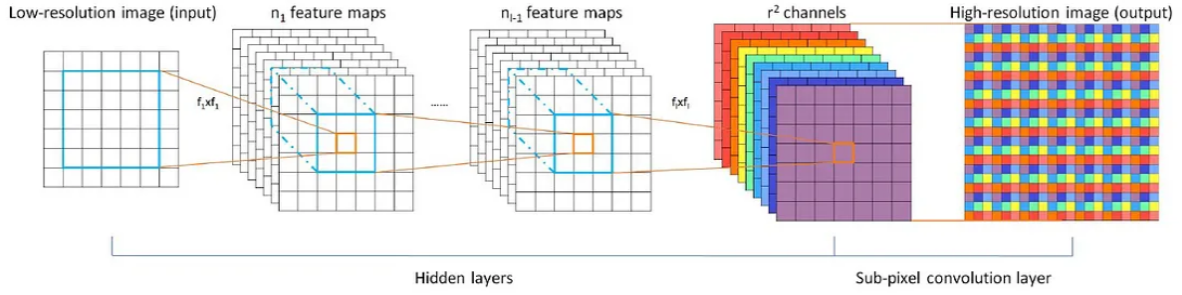 Low-resolution image (input)
n1 feature maps
nl-1 feature maps
r² channels
High-resolution image (output)
f1xf1
......
flxfl
Hidden layers
Sub-pixel convolution layer